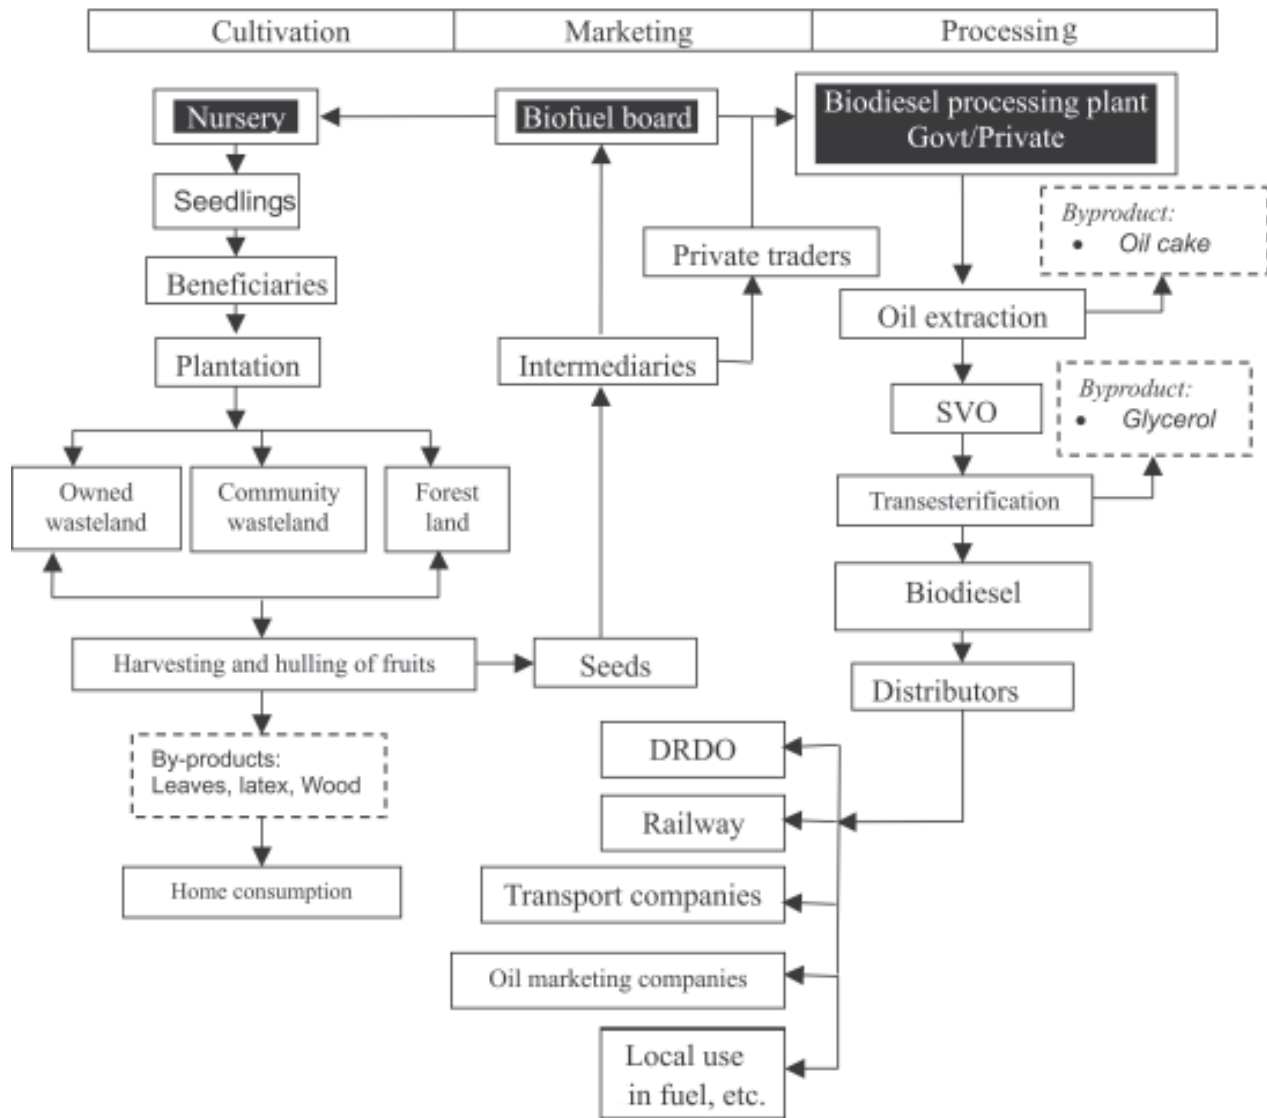 Cultivation
Marketing
Processing
Nursery
Biofuel board
Biodiesel processing plant
Govt/Private
Seedlings
Byproduct:
• Oil cake
Private traders
Beneficiaries
Oil extraction
Plantation
Intermediaries
Byproduct:
• Glycerol
SVO
Owned
wasteland
Community
wasteland
Forest
land
Transesterification
Biodiesel
Harvesting and hulling of fruits
Seeds
Distributors
By-products:
Leaves, latex, Wood
DRDO
Railway
Home consumption
Transport companies
Oil marketing companies
Local use
in fuel, etc.